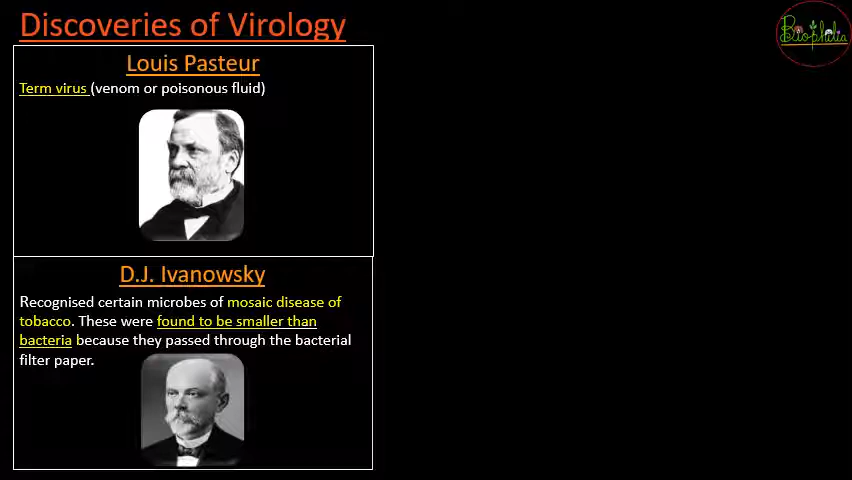 Discoveries of Virology
Biophilia
Louis Pasteur
Term virus (venom or poisonous fluid)
D.J. Ivanowsky
Recognised certain microbes of mosaic disease of
tobacco. These were found to be smaller than
bacteria because they passed through the bacterial
filter paper.